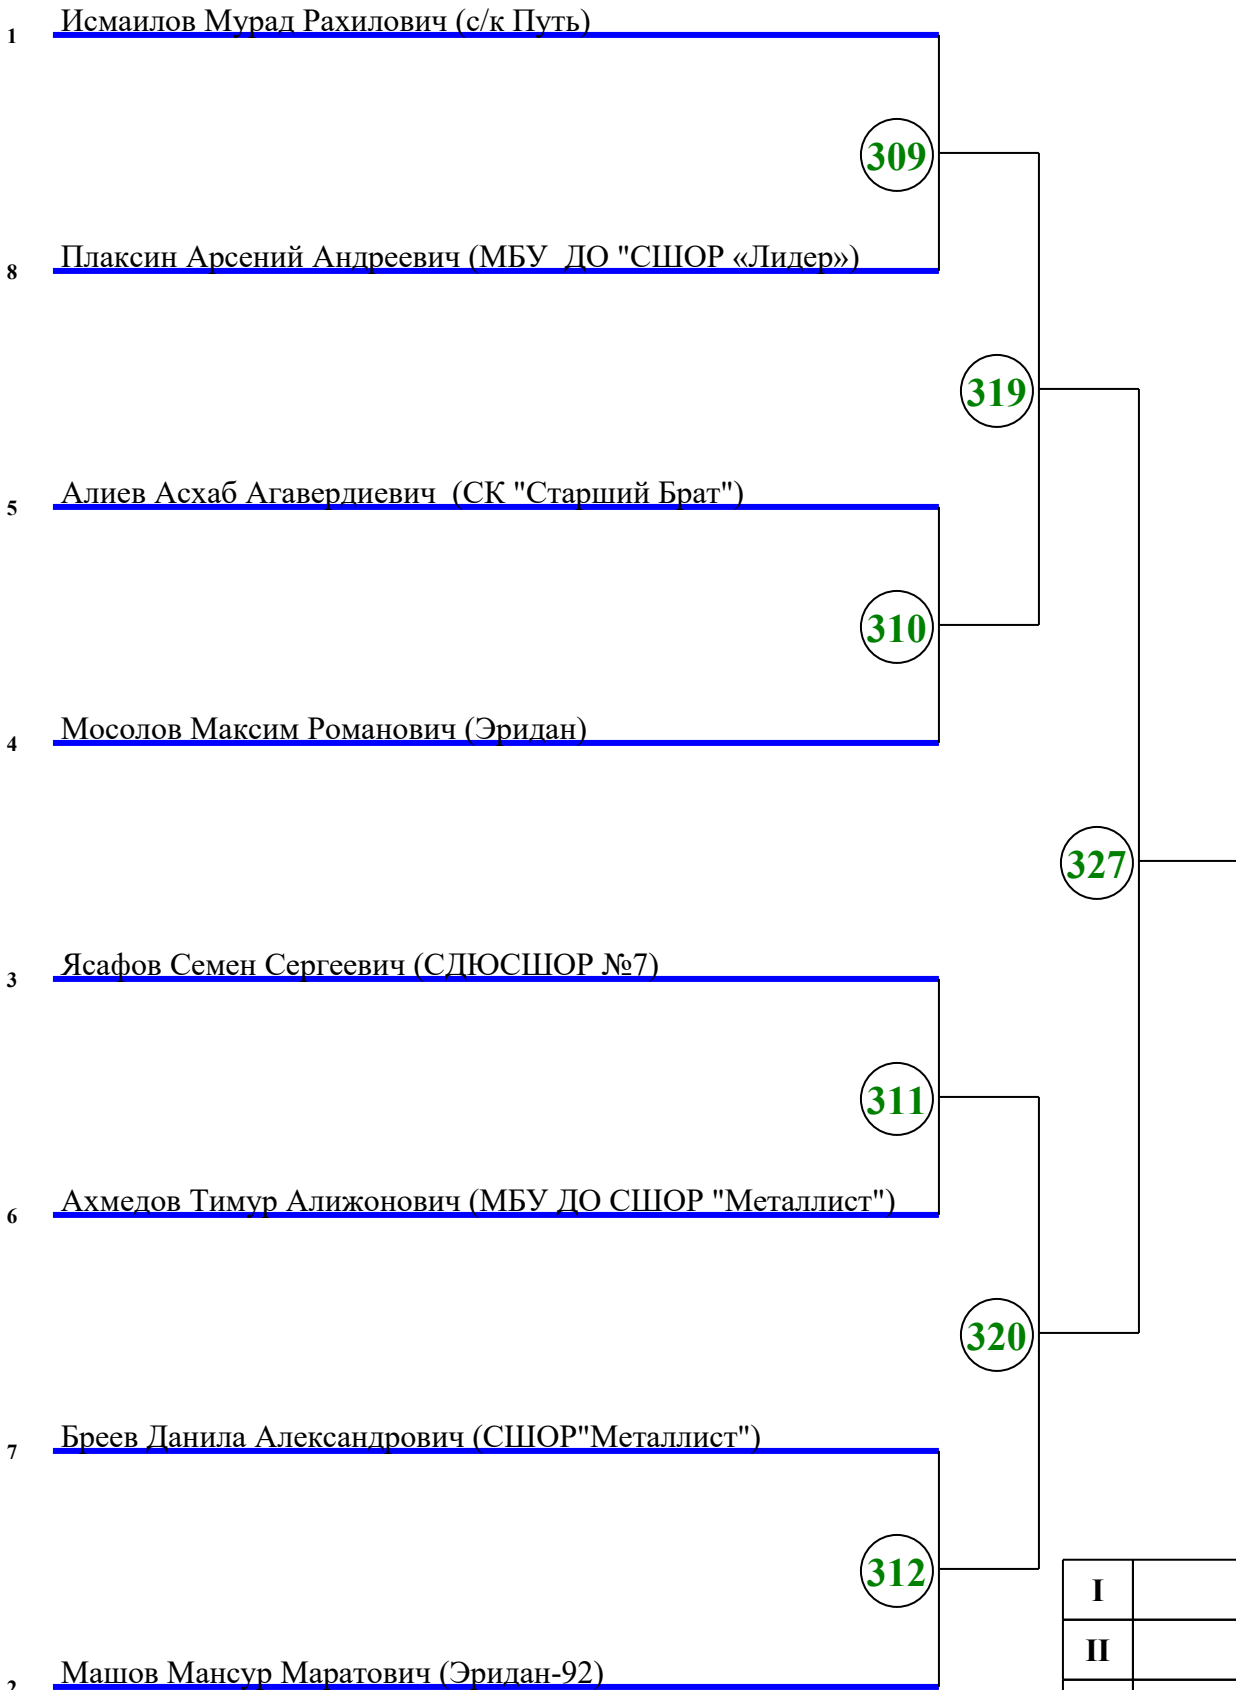 1 Исмаилов Мурад Рахилович (с/к Путь)
309
8 Плаксин Арсений Андреевич (МБУ ДО "СШОР «Лидер»)
319
5 Алиев Асхаб Агавердиевич (СК "Старший Брат")
310
4 Мосолов Максим Романович (Эридан)
327
3 Ясафов Семен Сергеевич (СДЮСШОР №7)
311
6 Ахмедов Тимур Алижонович (МБУ ДО СШОР "Металлист")
320
7 Бреев Данила Александрович (СШОР"Металлист")
312
I
II
2 Машов Мансур Маратович (Эридан-92)